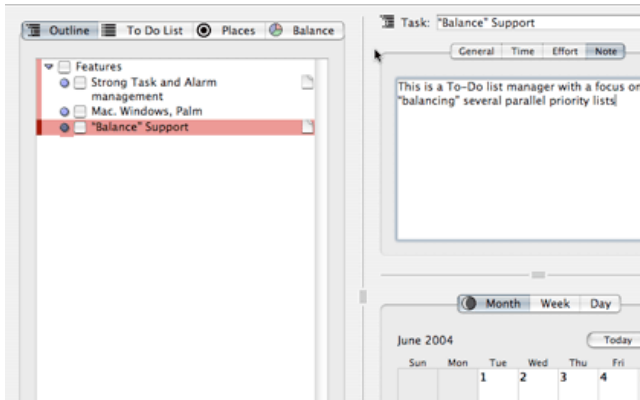 Outline To Do List Places Balance
Features
Strong Task and Alarm
management
Mac. Windows, Palm
"Balance" Support
Task: "Balance" Support
General Time Effort Note
This is a To-Do list manager with a focus on
"balancing" several parallel priority lists
Month Week Day
June 2004 Today
Sun Mon Tue Wed Thu Fri
1 2 3 4